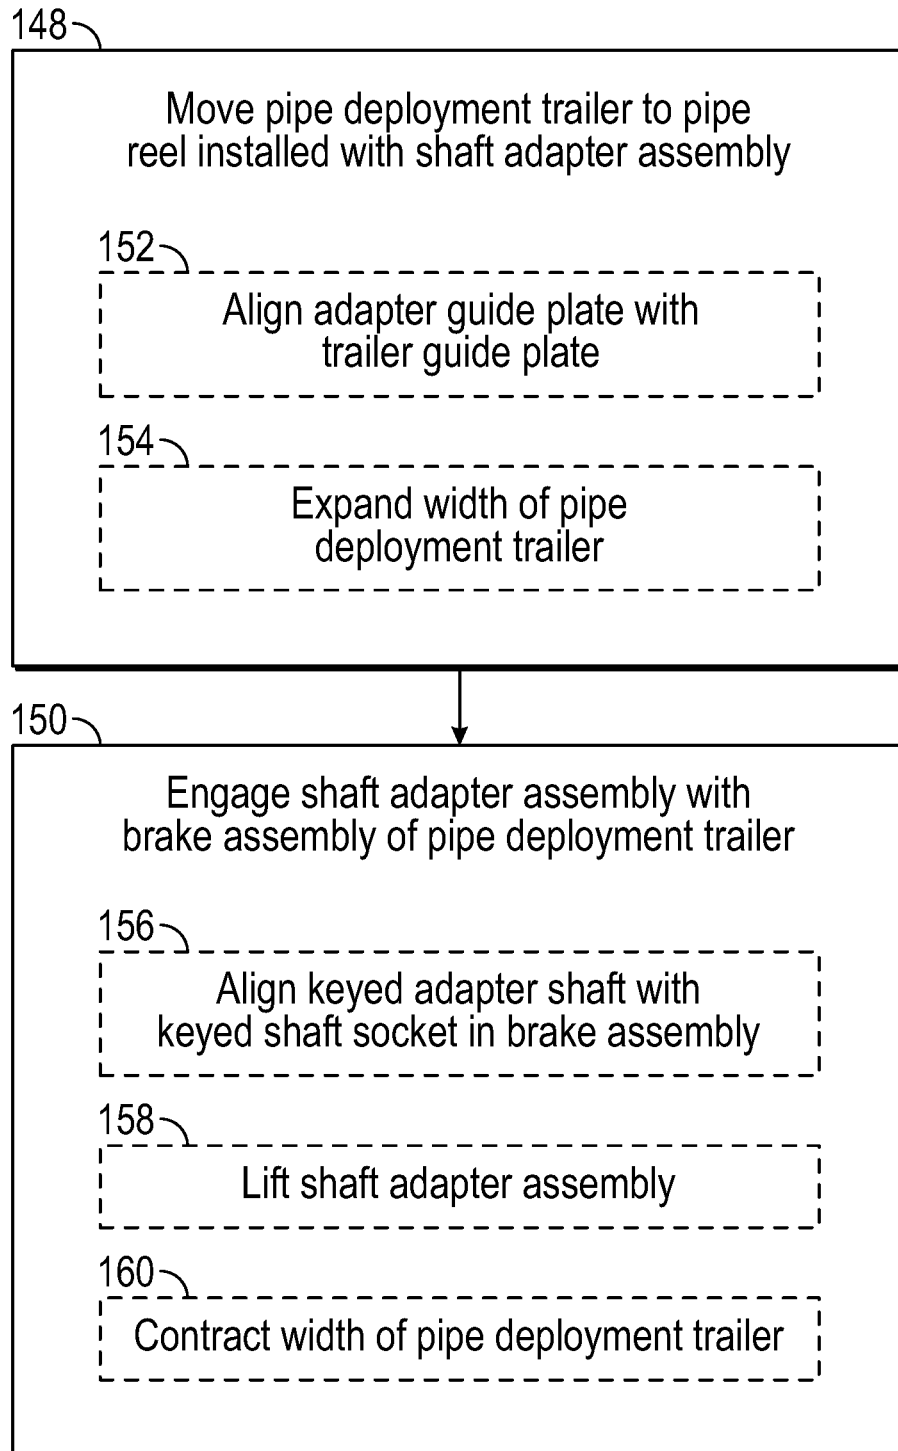 148
Move pipe deployment trailer to pipe
reel installed with shaft adapter assembly
152
Align adapter guide plate with
trailer guide plate
154
Expand width of pipe
deployment trailer
150
Engage shaft adapter assembly with
brake assembly of pipe deployment trailer
156
Align keyed adapter shaft with
keyed shaft socket in brake assembly
158
Lift shaft adapter assembly
160
Contract width of pipe deployment trailer